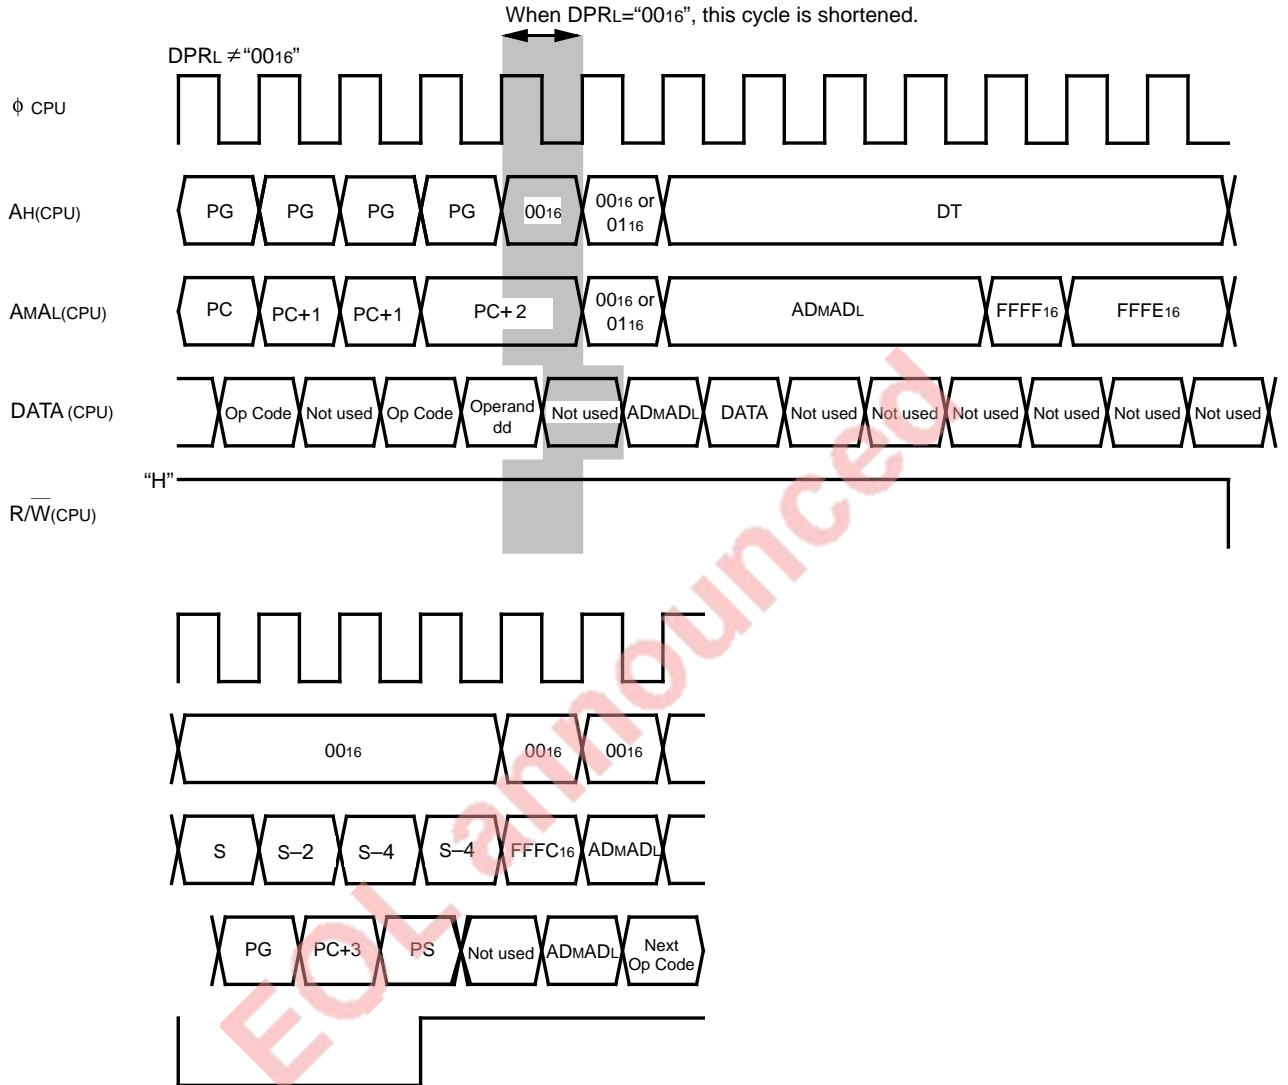 When DPRL="0016", this cycle is shortened.
DPRL ≠"0016"
ϕ CPU
AH(CPU) PG PG PG PG 0016 0016 or 0116 DT
AMAL(CPU) PC PC+1 PC+1 PC+2 0016 or 0116 ADMADL FFFF16 FFFE16
DATA (CPU) Op Code Not used Op Code Operand dd Not used ADMADL DATA Not used Not used Not used Not used Not used Not used
"H"
R/W̅(CPU)
0016 0016 0016
S S–2 S–4 S–4 FFFC16 ADMADL
PG PC+3 PS Not used ADMADL Next Op Code
EOL announced